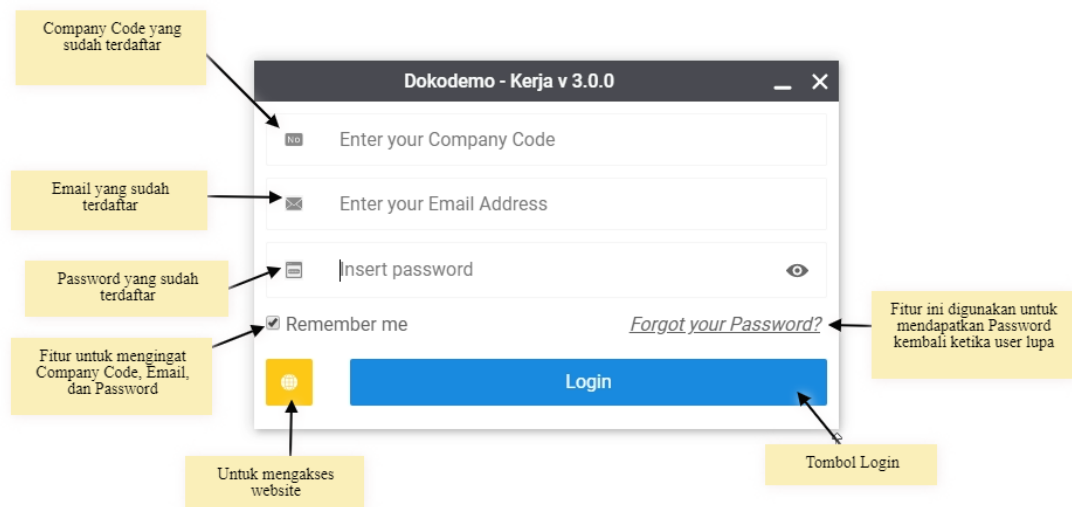 Company Code yang
sudah terdaftar
Dokodemo - Kerja v 3.0.0
No
Enter your Company Code
Email yang sudah
terdaftar
Enter your Email Address
Password yang sudah
terdaftar
Insert password
Remember me
Forgot your Password?
Fitur ini digunakan untuk
mendapatkan Password
kembali ketika user lupa
Fitur untuk mengingat
Company Code, Email,
dan Password
Login
Untuk mengakses
website
Tombol Login